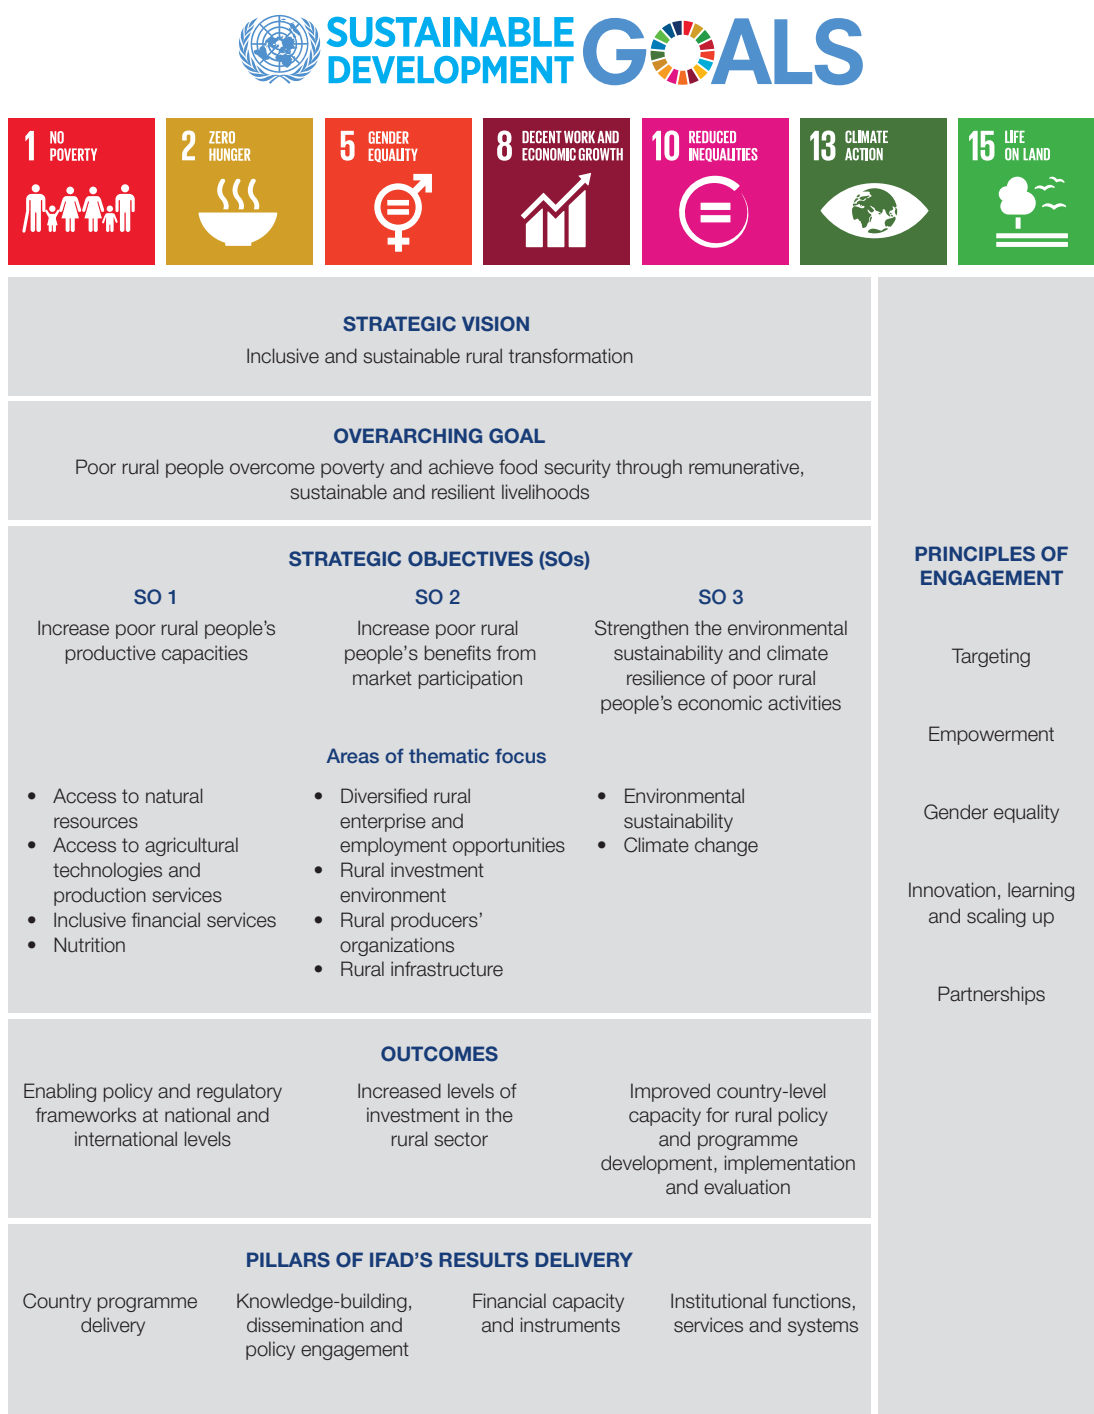 SUSTAINABLE
DEVELOPMENT
GOALS
1 NO
POVERTY
2 ZERO
HUNGER
5 GENDER
EQUALITY
8 DECENT WORK AND
ECONOMIC GROWTH
10 REDUCED
INEQUALITIES
13 CLIMATE
ACTION
15 LIFE
ON LAND
STRATEGIC VISION
Inclusive and sustainable rural transformation
OVERARCHING GOAL
Poor rural people overcome poverty and achieve food security through remunerative,
sustainable and resilient livelihoods
STRATEGIC OBJECTIVES (SOs)
SO 1
Increase poor rural people's
productive capacities
SO 2
Increase poor rural
people's benefits from
market participation
SO 3
Strengthen the environmental
sustainability and climate
resilience of poor rural
people's economic activities
Areas of thematic focus
• Access to natural
resources
• Access to agricultural
technologies and
production services
• Inclusive financial services
• Nutrition
• Diversified rural
enterprise and
employment opportunities
• Rural investment
environment
• Rural producers'
organizations
• Rural infrastructure
• Environmental
sustainability
• Climate change
OUTCOMES
Enabling policy and regulatory
frameworks at national and
international levels
Increased levels of
investment in the
rural sector
Improved country-level
capacity for rural policy
and programme
development, implementation
and evaluation
PILLARS OF IFAD'S RESULTS DELIVERY
Country programme
delivery
Knowledge-building,
dissemination and
policy engagement
Financial capacity
and instruments
Institutional functions,
services and systems
PRINCIPLES OF
ENGAGEMENT
Targeting
Empowerment
Gender equality
Innovation, learning
and scaling up
Partnerships